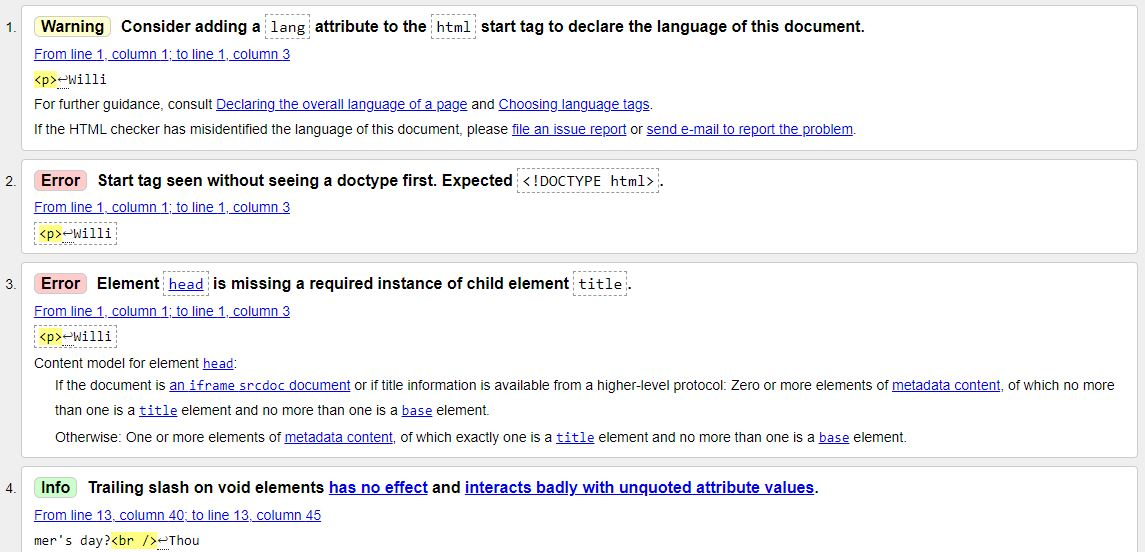 1. Warning Consider adding a lang attribute to the html start tag to declare the language of this document.
From line 1, column 1; to line 1, column 3
<p>↩Willi
For further guidance, consult Declaring the overall language of a page and Choosing language tags.
If the HTML checker has misidentified the language of this document, please file an issue report or send e-mail to report the problem.
2. Error Start tag seen without seeing a doctype first. Expected <!DOCTYPE html>.
From line 1, column 1; to line 1, column 3
<p>↩Willi
3. Error Element head is missing a required instance of child element title.
From line 1, column 1; to line 1, column 3
<p>↩Willi
Content model for element head:
If the document is an iframe srcdoc document or if title information is available from a higher-level protocol: Zero or more elements of metadata content, of which no more
than one is a title element and no more than one is a base element.
Otherwise: One or more elements of metadata content, of which exactly one is a title element and no more than one is a base element.
4. Info Trailing slash on void elements has no effect and interacts badly with unquoted attribute values.
From line 13, column 40; to line 13, column 45
mer's day?<br />↩Thou